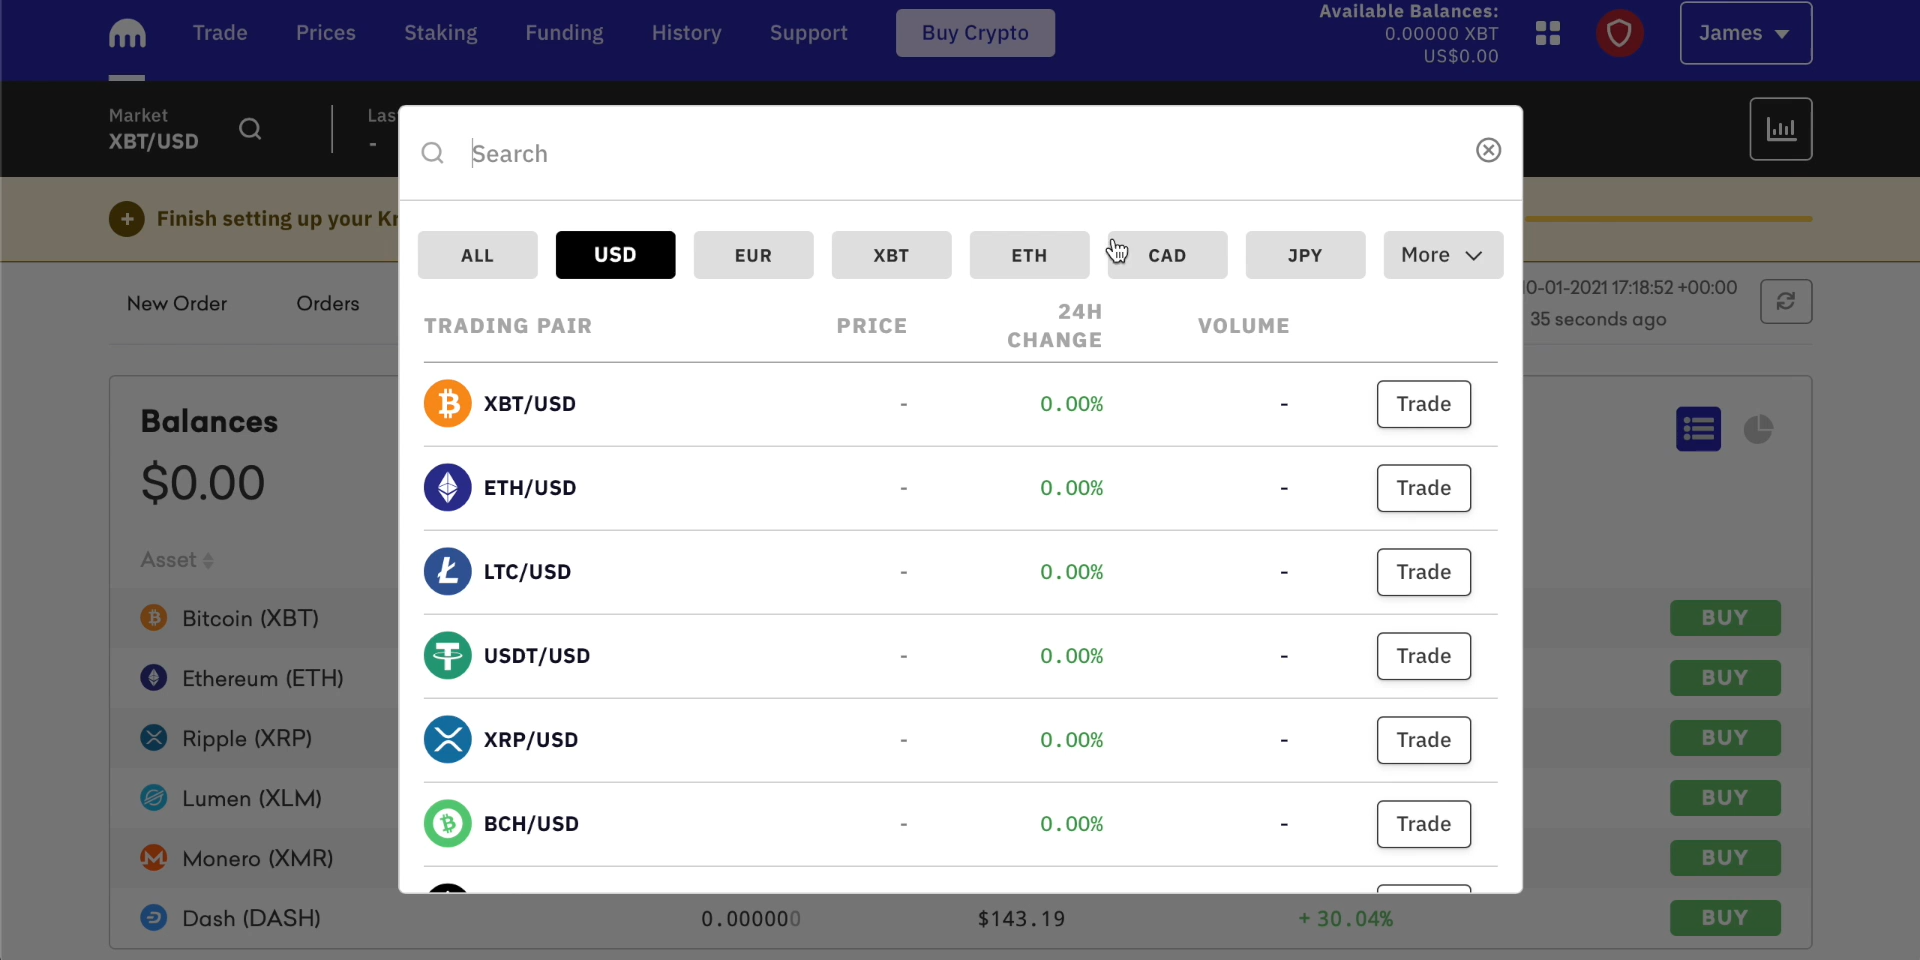 Trade
Prices
Staking
Funding
History
Support
Buy Crypto
Available Balances:
0.00000 XBT
US$0.00
James
Market
XBT/USD
Las
-
Search
Finish setting up your Kr
ALL
USD
EUR
XBT
ETH
CAD
JPY
More
New Order
Orders
0-01-2021 17:18:52 +00:00
35 seconds ago
TRADING PAIR
PRICE
24H
CHANGE
VOLUME
XBT/USD - 0.00% - Trade
ETH/USD - 0.00% - Trade
LTC/USD - 0.00% - Trade
USDT/USD - 0.00% - Trade
XRP/USD - 0.00% - Trade
BCH/USD - 0.00% - Trade
Balances
$0.00
Asset
Bitcoin (XBT) BUY
Ethereum (ETH) BUY
Ripple (XRP) BUY
Lumen (XLM) BUY
Monero (XMR) BUY
Dash (DASH) 0.000000 $143.19 + 30.04% BUY